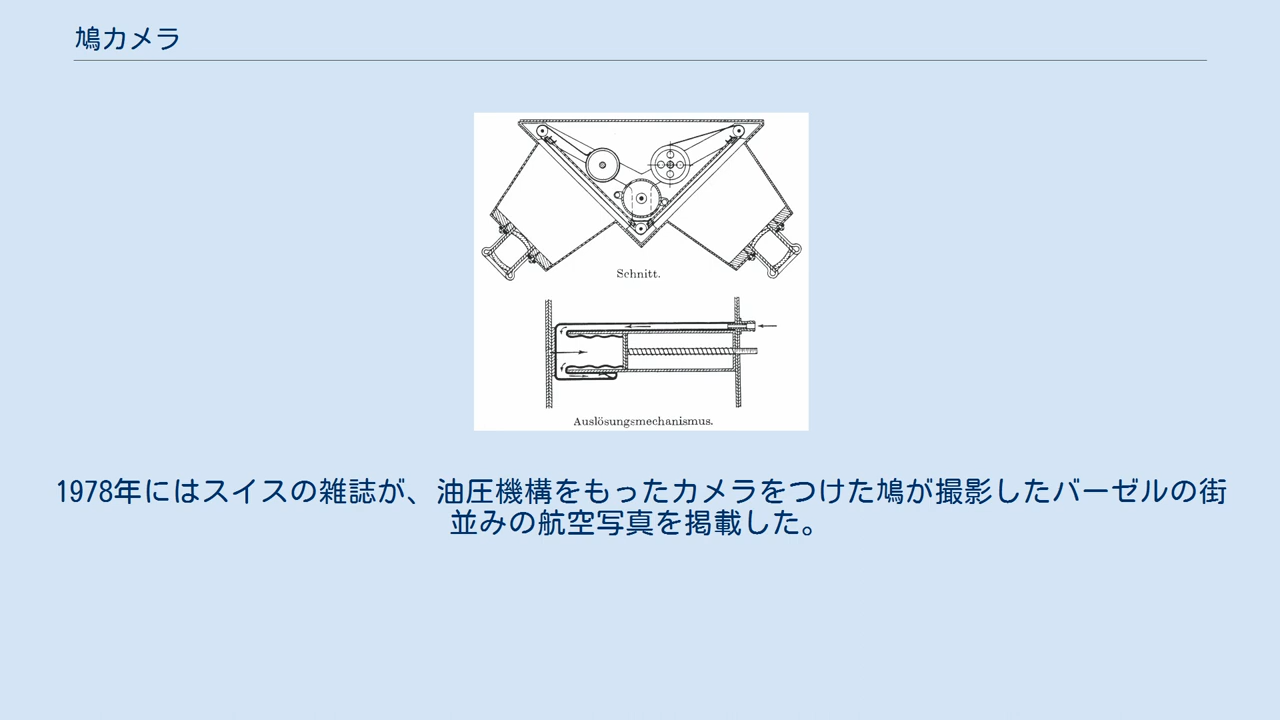 鳩カメラ
Schnitt.
Auslösungsmechanismus.
1978年にはスイスの雑誌が、油圧機構をもったカメラをつけた鳩が撮影したバーゼルの街
並みの航空写真を掲載した。